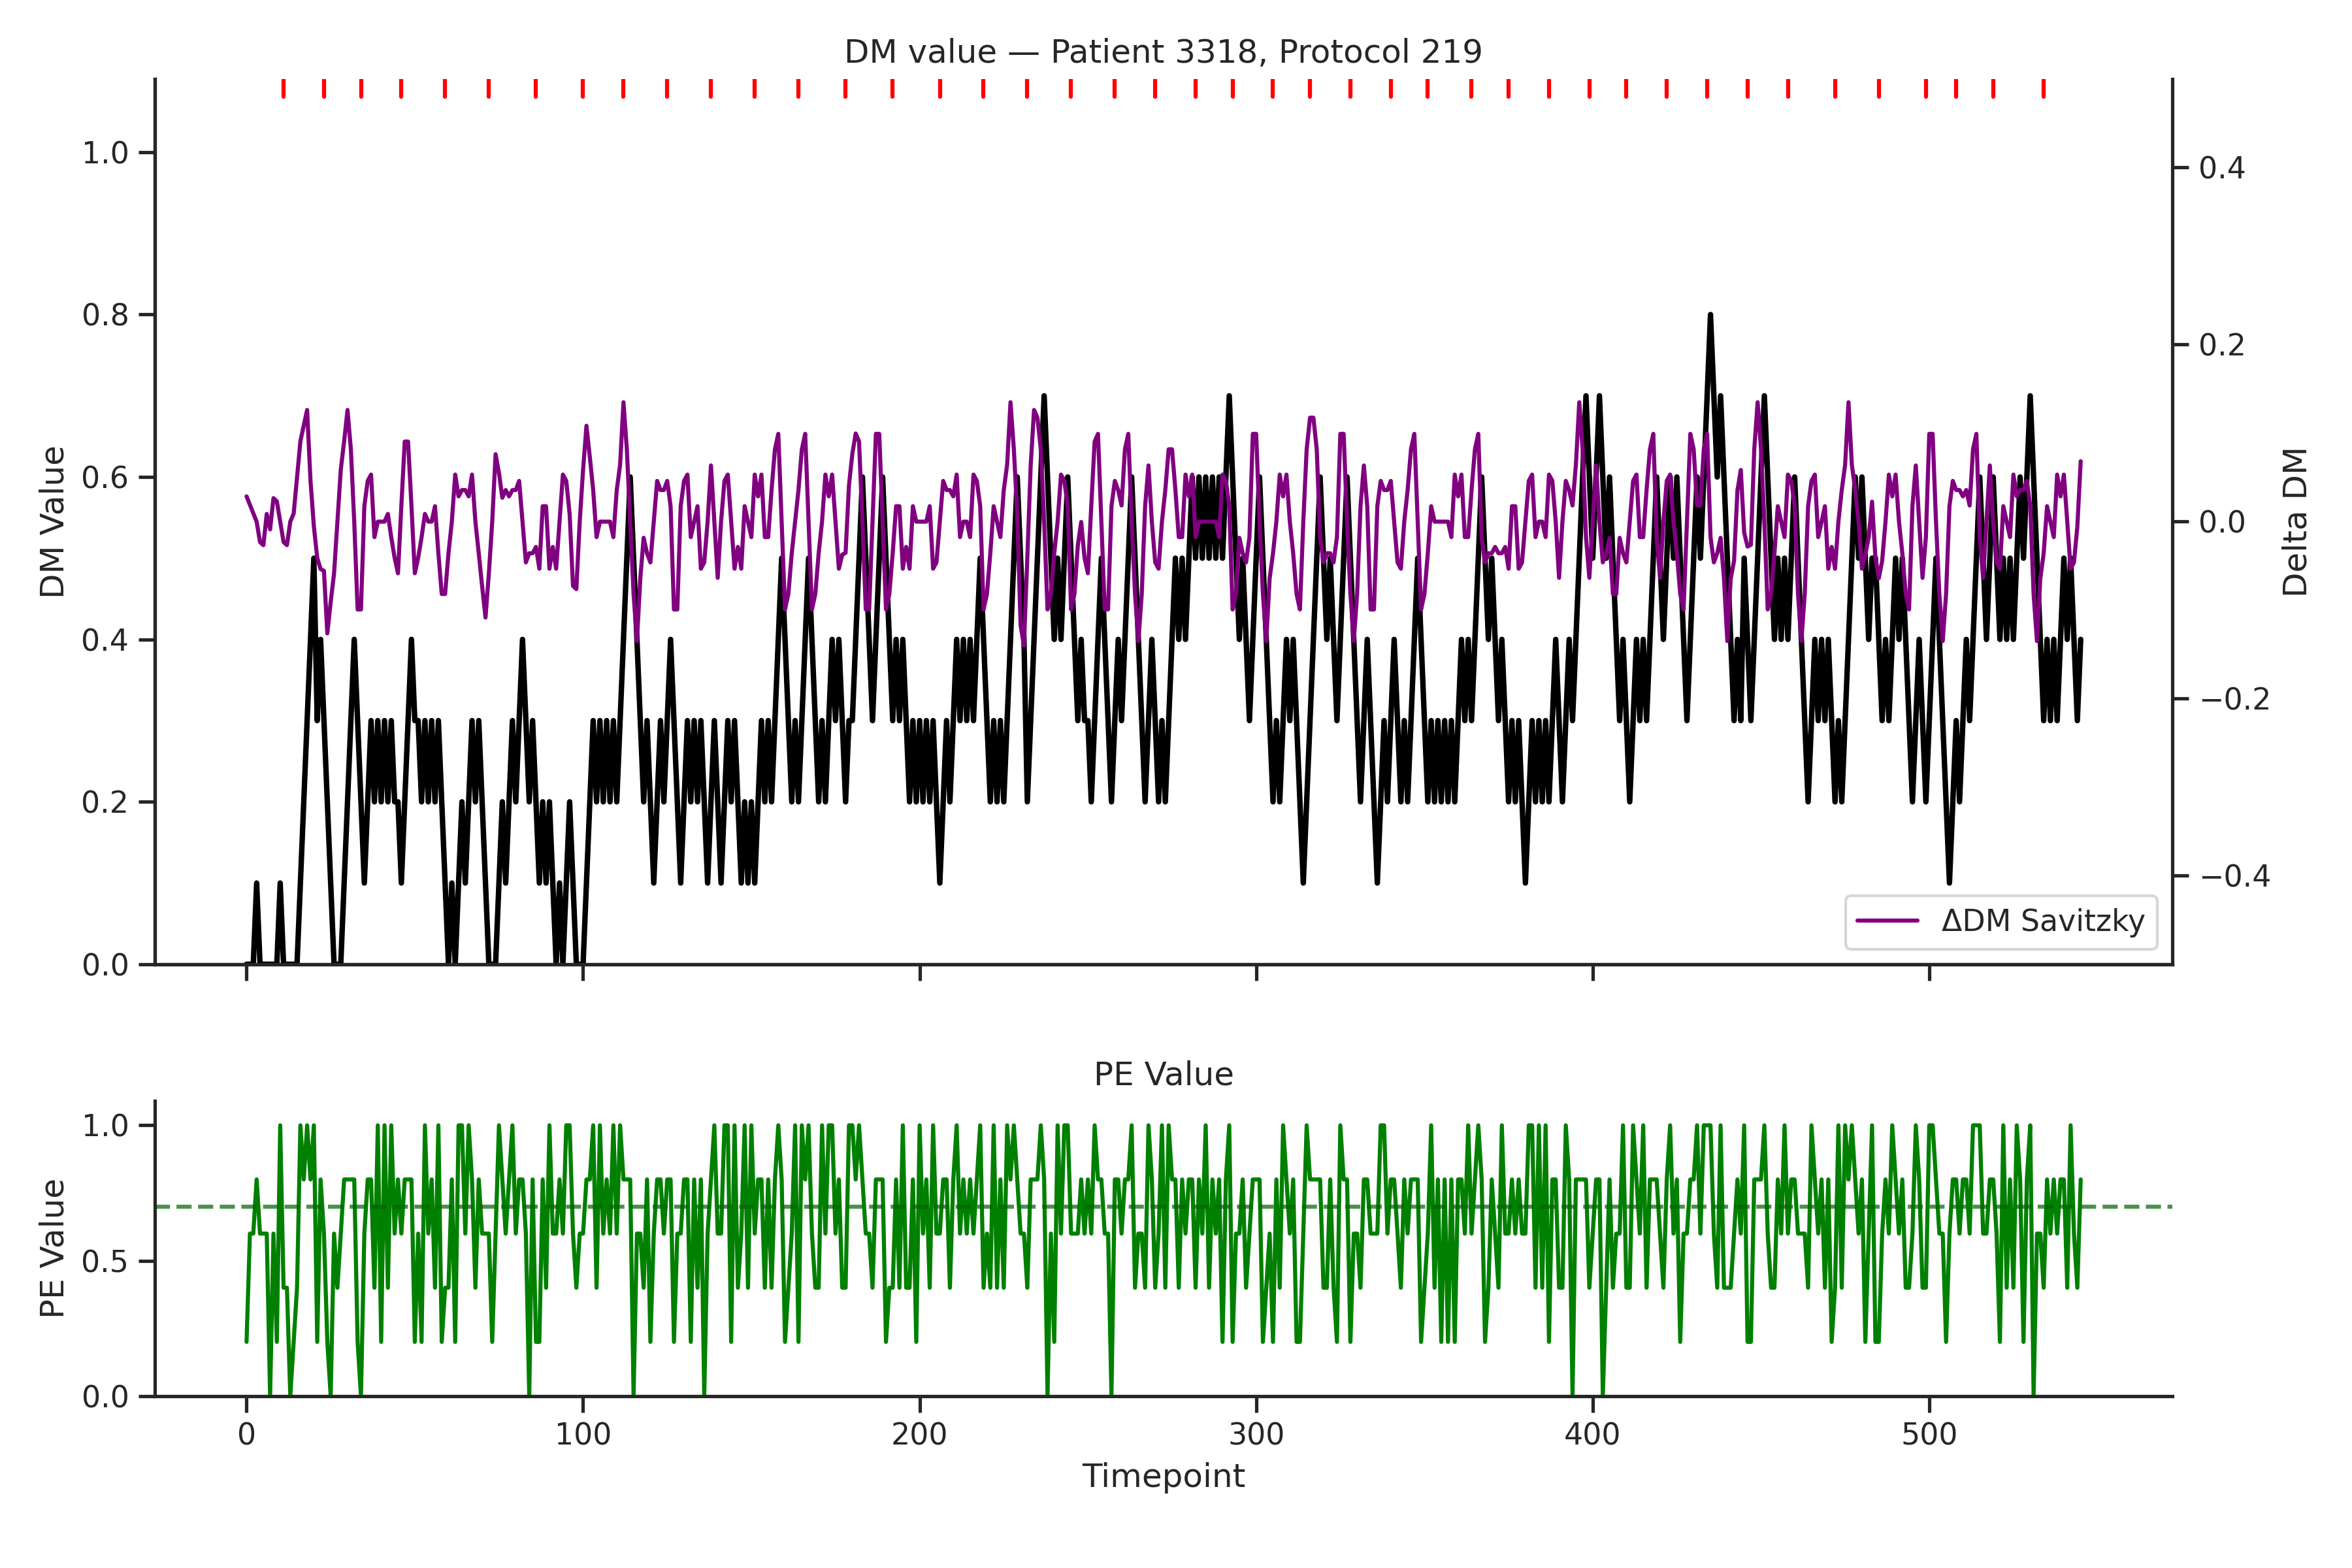 DM value — Patient 3318, Protocol 219
1.0
0.8
0.6
0.4
0.2
0.0
DM Value
0.4
0.2
0.0
−0.2
−0.4
Delta DM
ΔDM Savitzky
PE Value
1.0
0.5
0.0
PE Value
0 100 200 300 400 500
Timepoint